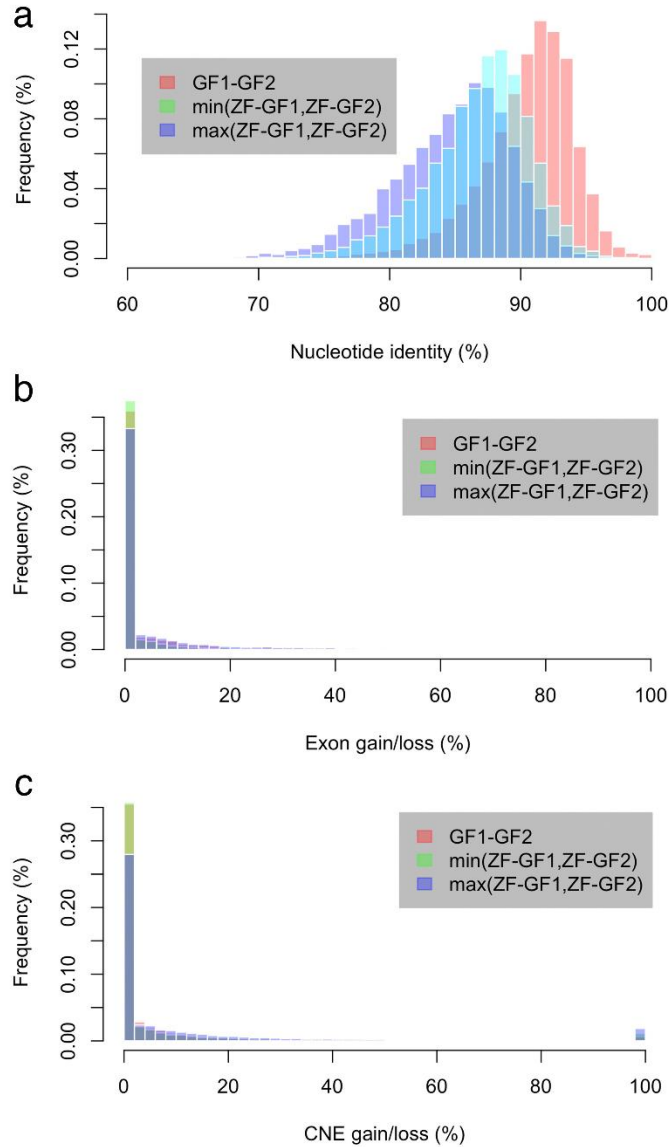 a
Frequency (%)
0.00
0.04
0.08
0.12
GF1-GF2
min(ZF-GF1,ZF-GF2)
max(ZF-GF1,ZF-GF2)
60 70 80 90 100
Nucleotide identity (%)
b
Frequency (%)
0.00
0.10
0.20
0.30
GF1-GF2
min(ZF-GF1,ZF-GF2)
max(ZF-GF1,ZF-GF2)
0 20 40 60 80 100
Exon gain/loss (%)
c
Frequency (%)
0.00
0.10
0.20
0.30
GF1-GF2
min(ZF-GF1,ZF-GF2)
max(ZF-GF1,ZF-GF2)
0 20 40 60 80 100
CNE gain/loss (%)